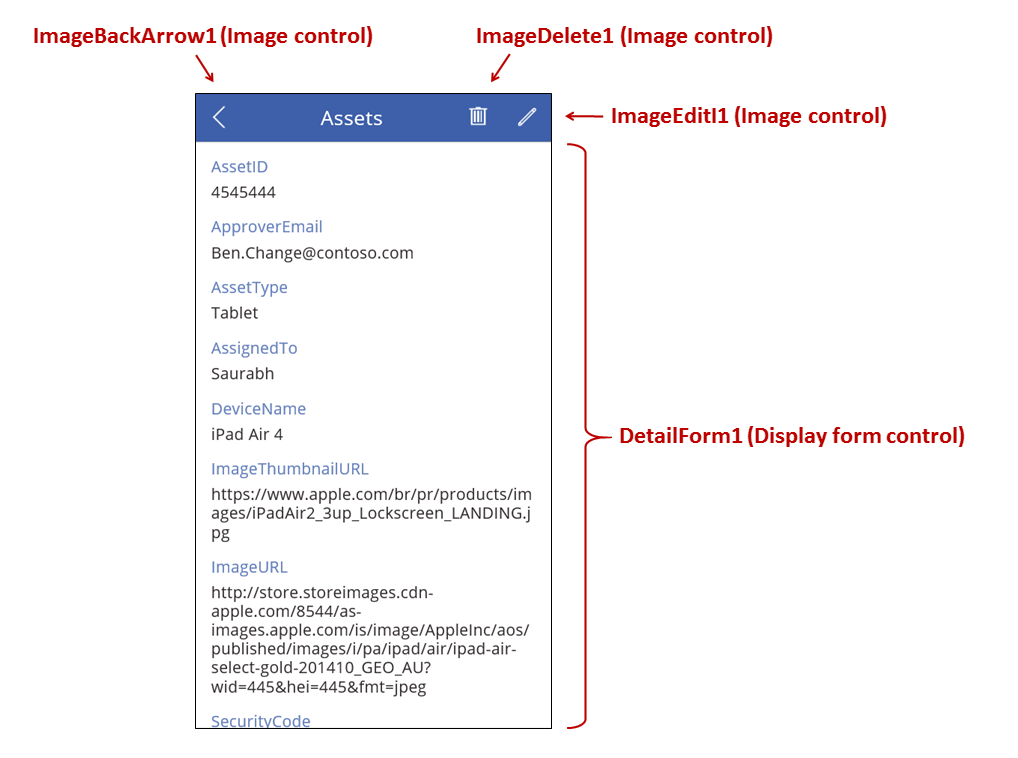 ImageBackArrow1 (Image control)
ImageDelete1 (Image control)
Assets
ImageEditI1 (Image control)
AssetID
4545444
ApproverEmail
Ben.Change@contoso.com
AssetType
Tablet
AssignedTo
Saurabh
DeviceName
iPad Air 4
DetailForm1 (Display form control)
ImageThumbnailURL
https://www.apple.com/br/pr/products/im
ages/iPadAir2_3up_Lockscreen_LANDING.j
pg
ImageURL
http://store.storeimages.cdn-
apple.com/8544/as-
images.apple.com/is/image/AppleInc/aos/
published/images/i/pa/ipad/air/ipad-air-
select-gold-201410_GEO_AU?
wid=445&hei=445&fmt=jpeg
SecurityCode